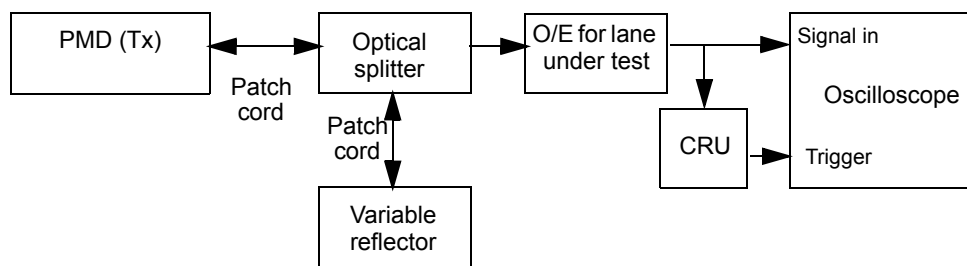 PMD (Tx)
Patch
cord
Optical
splitter
Patch
cord
Variable
reflector
O/E for lane
under test
CRU
Signal in
Oscilloscope
Trigger